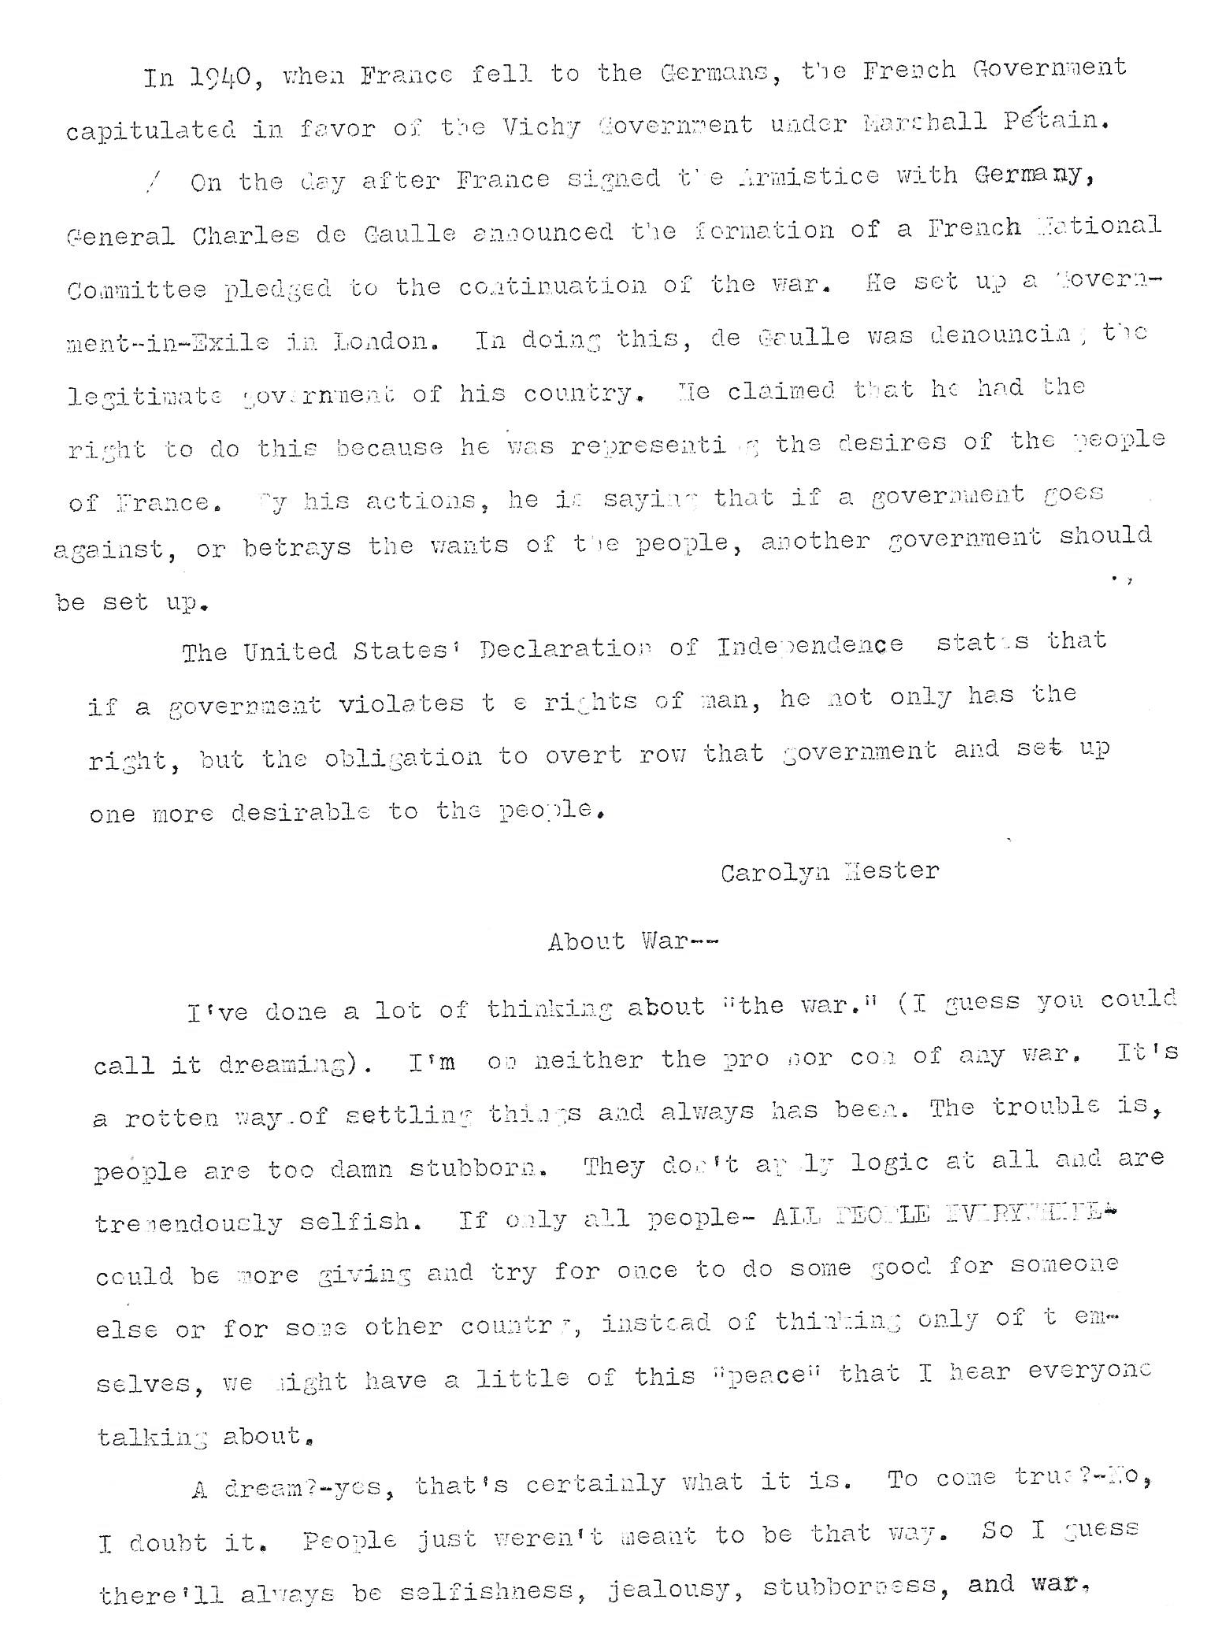 In 1940, when France fell to the Germans, the French Government
capitulated in favor of the Vichy Government under Marshall Pétain.
/ On the day after France signed the Armistice with Germany,
General Charles de Gaulle announced the formation of a French National
Committee pledged to the continuation of the war. He set up a Govern-
ment--in-Exile in London. In doing this, de Gaulle was denouncing the
legitimate government of his country. He claimed that he had the
right to do this because he was representing the desires of the people
of France. By his actions, he is saying that if a government goes
against, or betrays the wants of the people, another government should
be set up.
The United States' Declaration of Independence states that
if a government violates the rights of man, he not only has the
right, but the obligation to overt row that government and set up
one more desirable to the people.
Carolyn Hester
About War--
I've done a lot of thinking about "the war." (I guess you could
call it dreaming). I'm on neither the pro nor con of any war. It's
a rotten way of settling things and always has been. The trouble is,
people are too damn stubborn. They don't apply logic at all and are
tremendously selfish. If only all people- ALL PEOPLE EVERYWHERE-
could be more giving and try for once to do some good for someone
else or for some other country, instead of thinking only of them-
selves, we might have a little of this "peace" that I hear everyone
talking about.
A dream?-yes, that's certainly what it is. To come true?-No,
I doubt it. People just weren't meant to be that way. So I guess
there'll always be selfishness, jealousy, stubborness, and war.